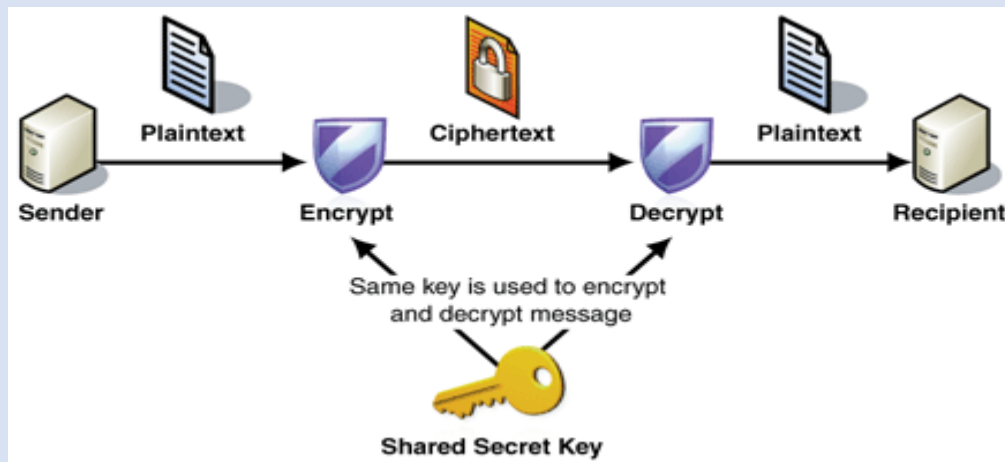 Plaintext
Ciphertext
Plaintext
Sender
Encrypt
Decrypt
Recipient
Same key is used to encrypt
and decrypt message
Shared Secret Key